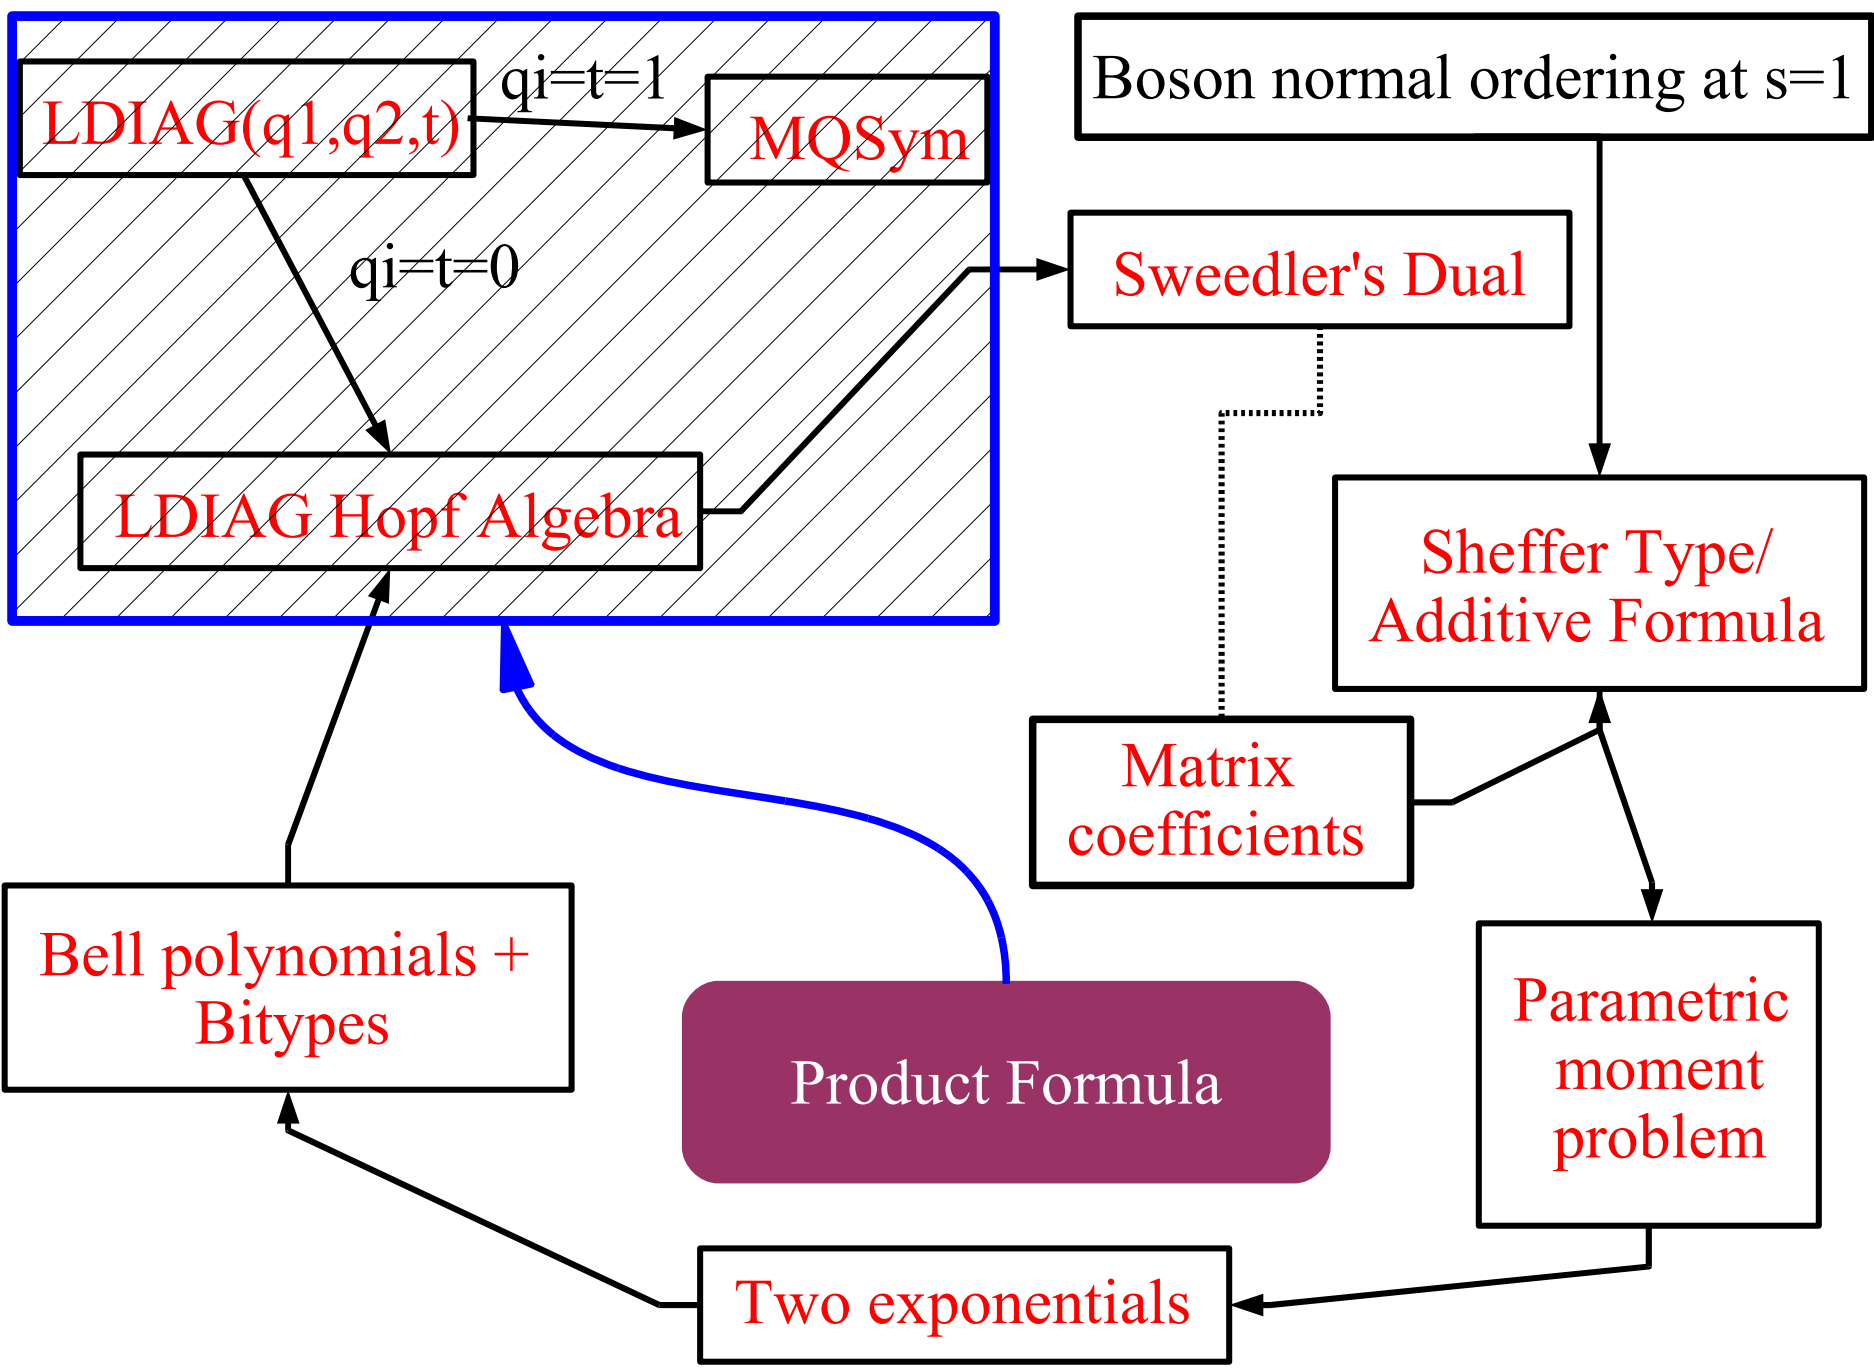 LDIAG(q1,q2,t)
qi=t=1
MQSym
Boson normal ordering at s=1
qi=t=0
Sweedler's Dual
LDIAG Hopf Algebra
Sheffer Type/
Additive Formula
Matrix
coefficients
Bell polynomials +
Bitypes
Product Formula
Parametric
moment
problem
Two exponentials